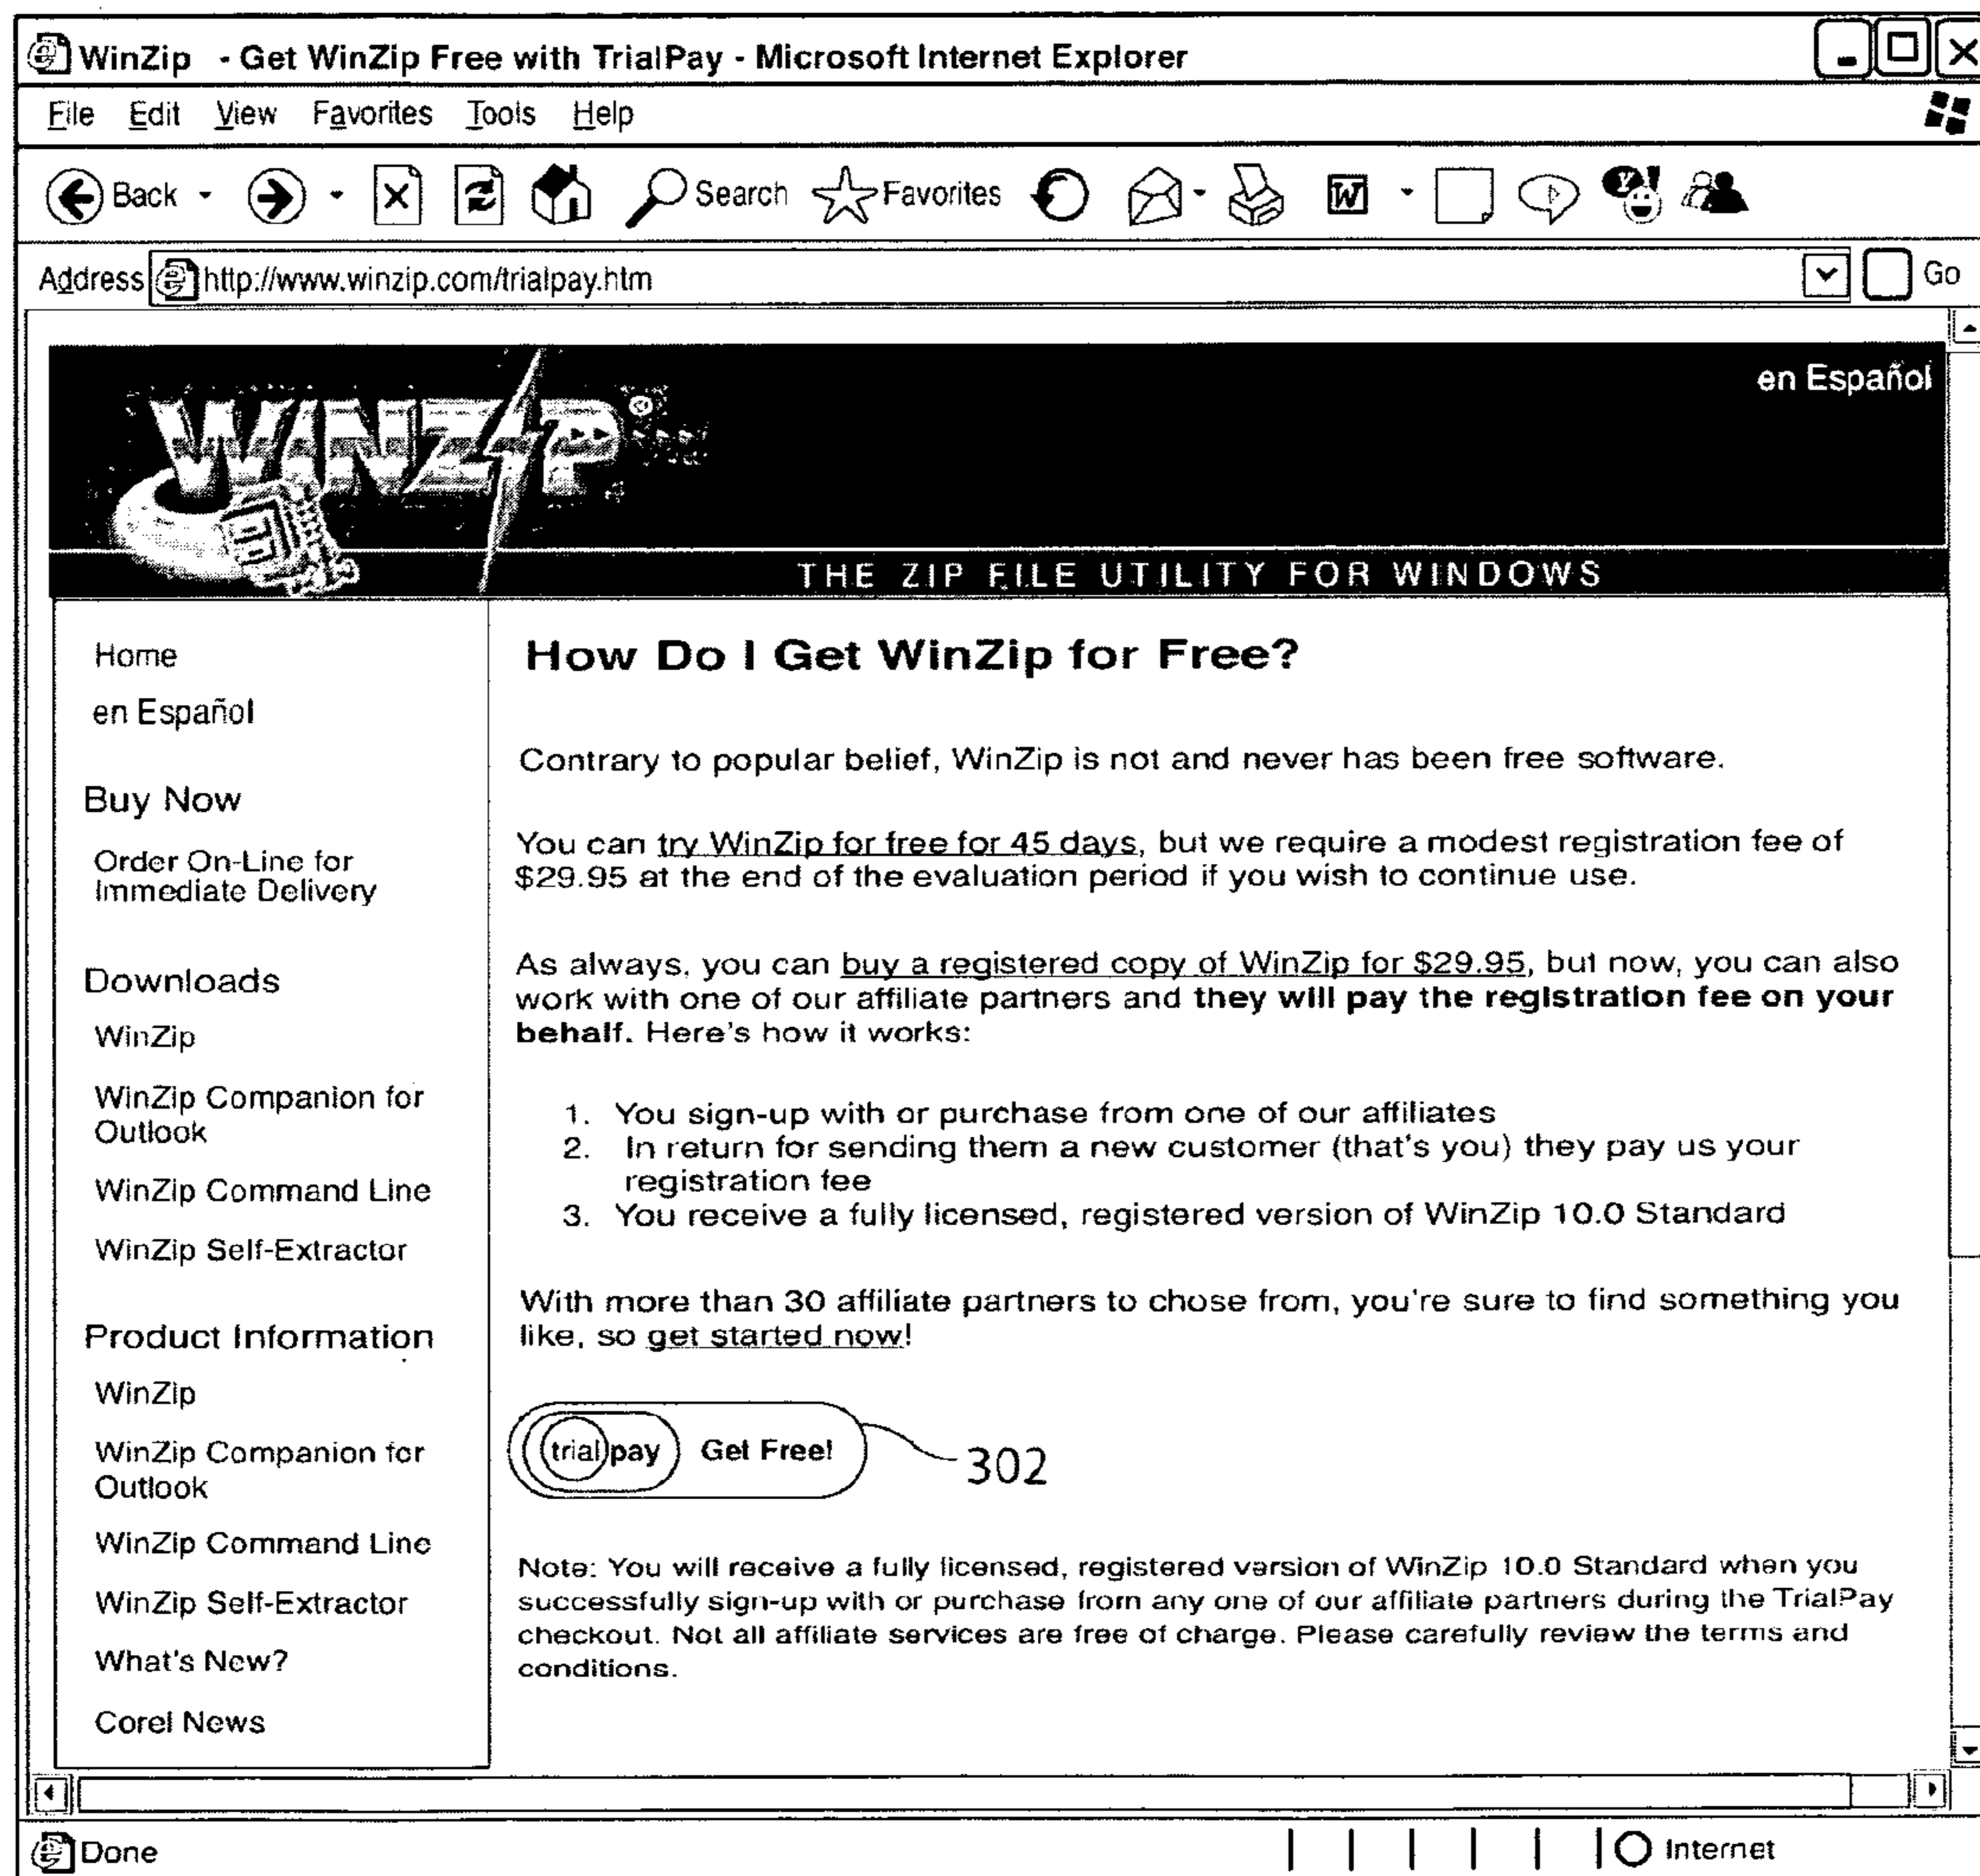 WinZip - Get WinZip Free with TrialPay - Microsoft Internet Explorer
File Edit View Favorites Tools Help
Back Search Favorites W Y!
Address http://www.winzip.com/trialpay.htm Go
en Español
WINZIP
THE ZIP FILE UTILITY FOR WINDOWS
Home
en Español
Buy Now
Order On-Line for
Immediate Delivery
Downloads
WinZip
WinZip Companion for
Outlook
WinZip Command Line
WinZip Self-Extractor
Product Information
WinZip
WinZip Companion for
Outlook
WinZip Command Line
WinZip Self-Extractor
What's New?
Corel News
How Do I Get WinZip for Free?
Contrary to popular belief, WinZip is not and never has been free software.
You can try WinZip for free for 45 days, but we require a modest registration fee of
$29.95 at the end of the evaluation period if you wish to continue use.
As always, you can buy a registered copy of WinZip for $29.95, but now, you can also
work with one of our affiliate partners and they will pay the registration fee on your
behalf. Here's how it works:
1. You sign-up with or purchase from one of our affiliates
2. In return for sending them a new customer (that's you) they pay us your
registration fee
3. You receive a fully licensed, registered version of WinZip 10.0 Standard
With more than 30 affiliate partners to chose from, you're sure to find something you
like, so get started now!
trialpay Get Free! 302
Note: You will receive a fully licensed, registered version of WinZip 10.0 Standard when you
successfully sign-up with or purchase from any one of our affiliate partners during the TrialPay
checkout. Not all affiliate services are free of charge. Please carefully review the terms and
conditions.
Done Internet